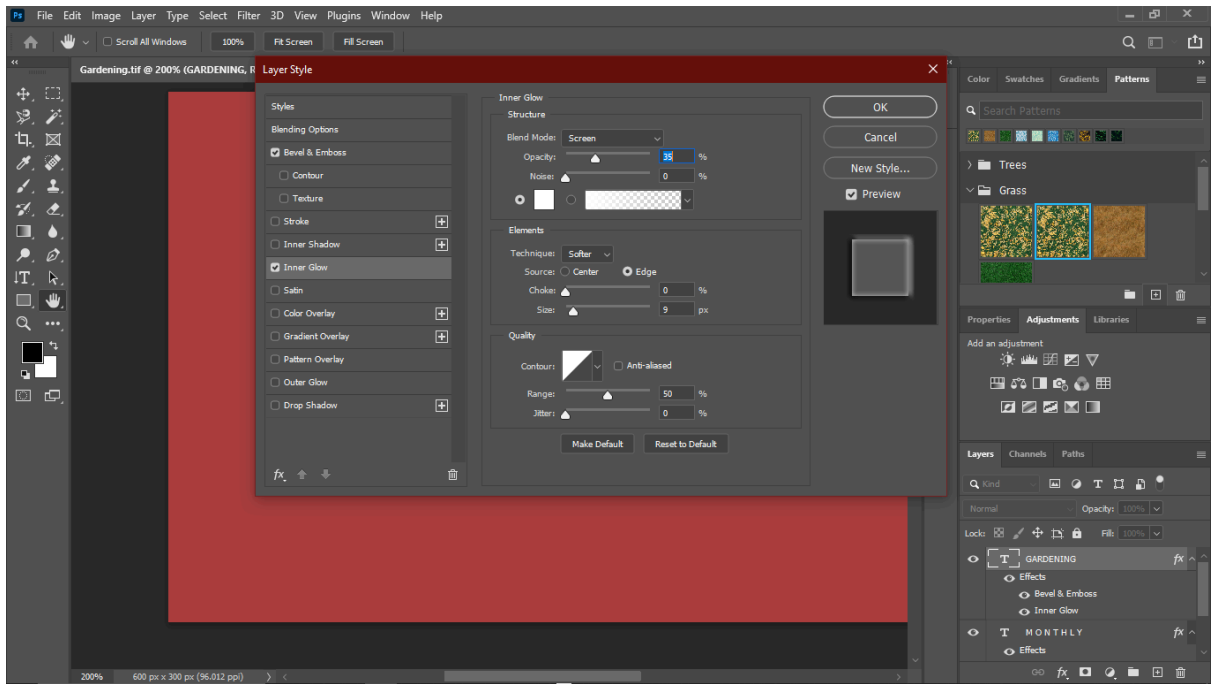 Ps File Edit Image Layer Type Select Filter 3D View Plugins Window Help
Scroll All Windows 100% Fit Screen Fill Screen
Gardening.tif @ 200% (GARDENING, R
Layer Style
Styles
Blending Options
Bevel & Emboss
Contour
Texture
Stroke
Inner Shadow
Inner Glow
Satin
Color Overlay
Gradient Overlay
Pattern Overlay
Outer Glow
Drop Shadow
fx
Inner Glow
Structure
Blend Mode: Screen
Opacity: 35 %
Noise: 0 %
Elements
Technique: Softer
Source: Center Edge
Choke: 0 %
Size: 9 px
Quality
Contour: Anti-aliased
Range: 50 %
Jitter: 0 %
Make Default Reset to Default
OK
Cancel
New Style...
Preview
Color Swatches Gradients Patterns
Search Patterns
Trees
Grass
Properties Adjustments Libraries
Add an adjustment
Layers Channels Paths
Kind
Normal Opacity: 100%
Lock: Fill: 100%
T GARDENING fx
Effects
Bevel & Emboss
Inner Glow
T MONTHLY fx
Effects
fx
200% 600 px x 300 px (96.012 ppi)